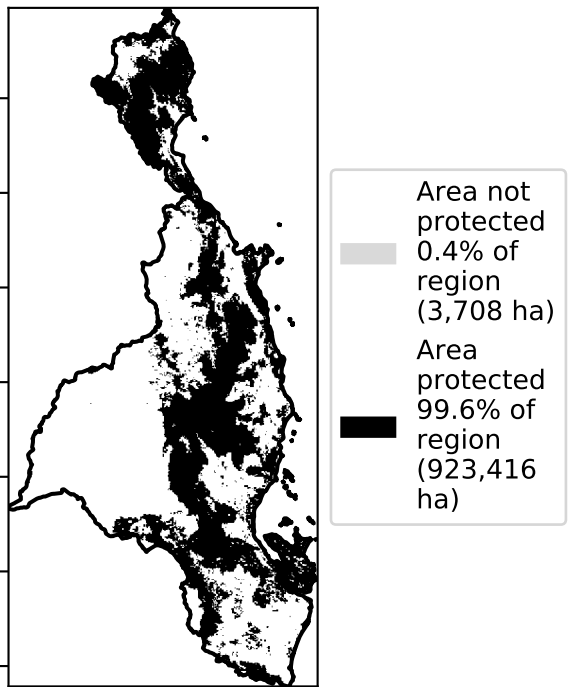 Area not
protected
0.4% of
region
(3,708 ha)
Area
protected
99.6% of
region
(923,416
ha)